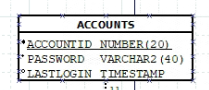 ACCOUNTS
ACCOUNTID NUMBER(20)
PASSWORD VARCHAR2(40)
LASTLOGIN TIMESTAMP